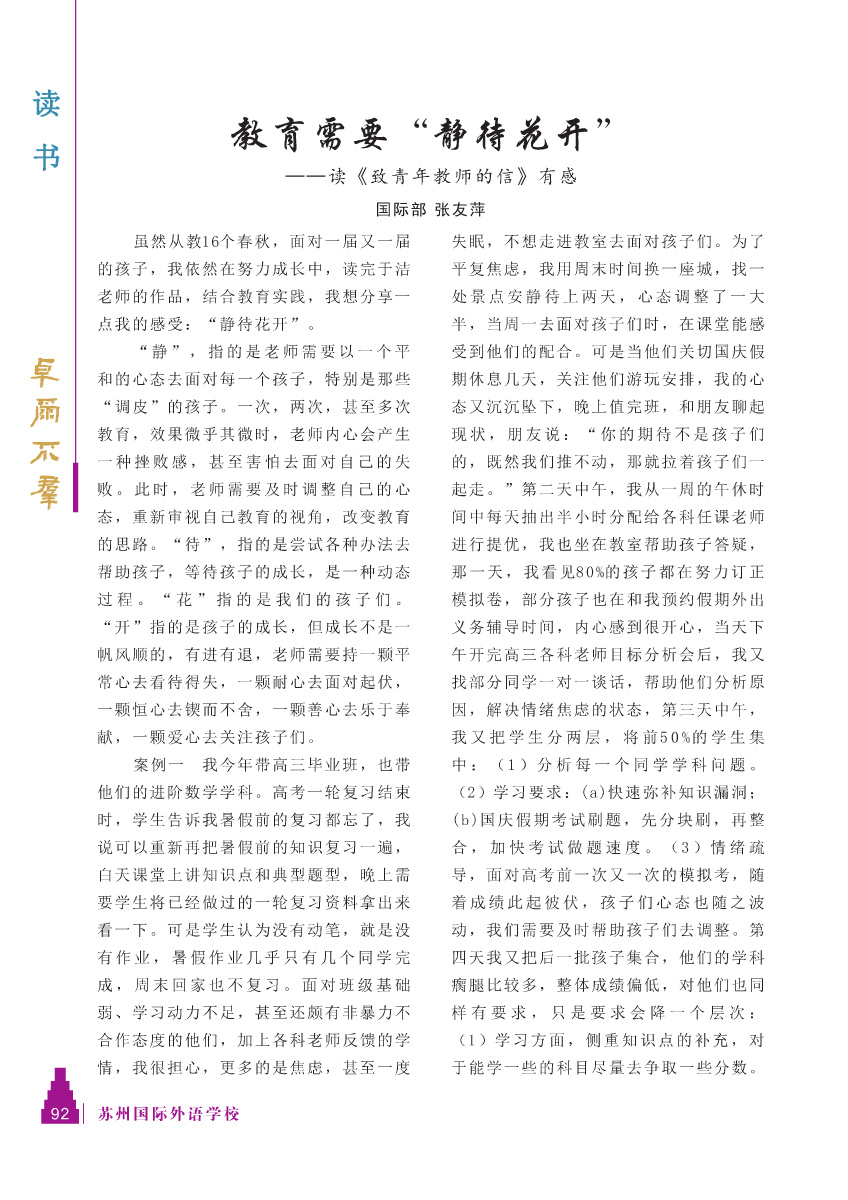 读书
卓尔不群
教育需要“静待花开”
——读《致青年教师的信》有感
国际部 张友萍
虽然从教16个春秋，面对一届又一届
的孩子，我依然在努力成长中，读完于洁
老师的作品，结合教育实践，我想分享一
点我的感受：“静待花开”。
“静”，指的是老师需要以一个平
和的心态去面对每一个孩子，特别是那些
“调皮”的孩子。一次，两次，甚至多次
教育，效果微乎其微时，老师内心会产生
一种挫败感，甚至害怕去面对自己的失
败。此时，老师需要及时调整自己的心
态，重新审视自己教育的视角，改变教育
的思路。“待”，指的是尝试各种办法去
帮助孩子，等待孩子的成长，是一种动态
过程。“花”指的是我们的孩子们。
“开”指的是孩子的成长，但成长不是一
帆风顺的，有进有退，老师需要持一颗平
常心去看待得失，一颗耐心去面对起伏，
一颗恒心去锲而不舍，一颗善心去乐于奉
献，一颗爱心去关注孩子们。
案例一　我今年带高三毕业班，也带
他们的进阶数学学科。高考一轮复习结束
时，学生告诉我暑假前的复习都忘了，我
说可以重新再把暑假前的知识复习一遍，
白天课堂上讲知识点和典型题型，晚上需
要学生将已经做过的一轮复习资料拿出来
看一下。可是学生认为没有动笔，就是没
有作业，暑假作业几乎只有几个同学完
成，周末回家也不复习。面对班级基础
弱、学习动力不足，甚至还颇有非暴力不
合作态度的他们，加上各科老师反馈的学
情，我很担心，更多的是焦虑，甚至一度
失眠，不想走进教室去面对孩子们。为了
平复焦虑，我用周末时间换一座城，找一
处景点安静待上两天，心态调整了一大
半，当周一去面对孩子们时，在课堂能感
受到他们的配合。可是当他们关切国庆假
期休息几天，关注他们游玩安排，我的心
态又沉沉坠下，晚上值完班，和朋友聊起
现状，朋友说：“你的期待不是孩子们
的，既然我们推不动，那就拉着孩子们一
起走。”第二天中午，我从一周的午休时
间中每天抽出半小时分配给各科任课老师
进行提优，我也坐在教室帮助孩子答疑，
那一天，我看见80%的孩子都在努力订正
模拟卷，部分孩子也在和我预约假期外出
义务辅导时间，内心感到很开心，当天下
午开完高三各科老师目标分析会后，我又
找部分同学一对一谈话，帮助他们分析原
因，解决情绪焦虑的状态，第三天中午，
我又把学生分两层，将前50%的学生集
中：（1）分析每一个同学学科问题。
（2）学习要求：(a)快速弥补知识漏洞；
(b)国庆假期考试刷题，先分块刷，再整
合，加快考试做题速度。（3）情绪疏
导，面对高考前一次又一次的模拟考，随
着成绩此起彼伏，孩子们心态也随之波
动，我们需要及时帮助孩子们去调整。第
四天我又把后一批孩子集合，他们的学科
瘸腿比较多，整体成绩偏低，对他们也同
样有要求，只是要求会降一个层次：
（1）学习方面，侧重知识点的补充，对
于能学一些的科目尽量去争取一些分数。
92
苏州国际外语学校